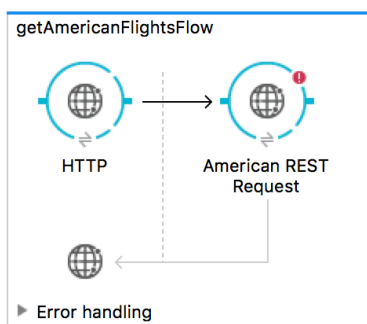 getAmericanFlightsFlow
HTTP
American REST
Request
Error handling